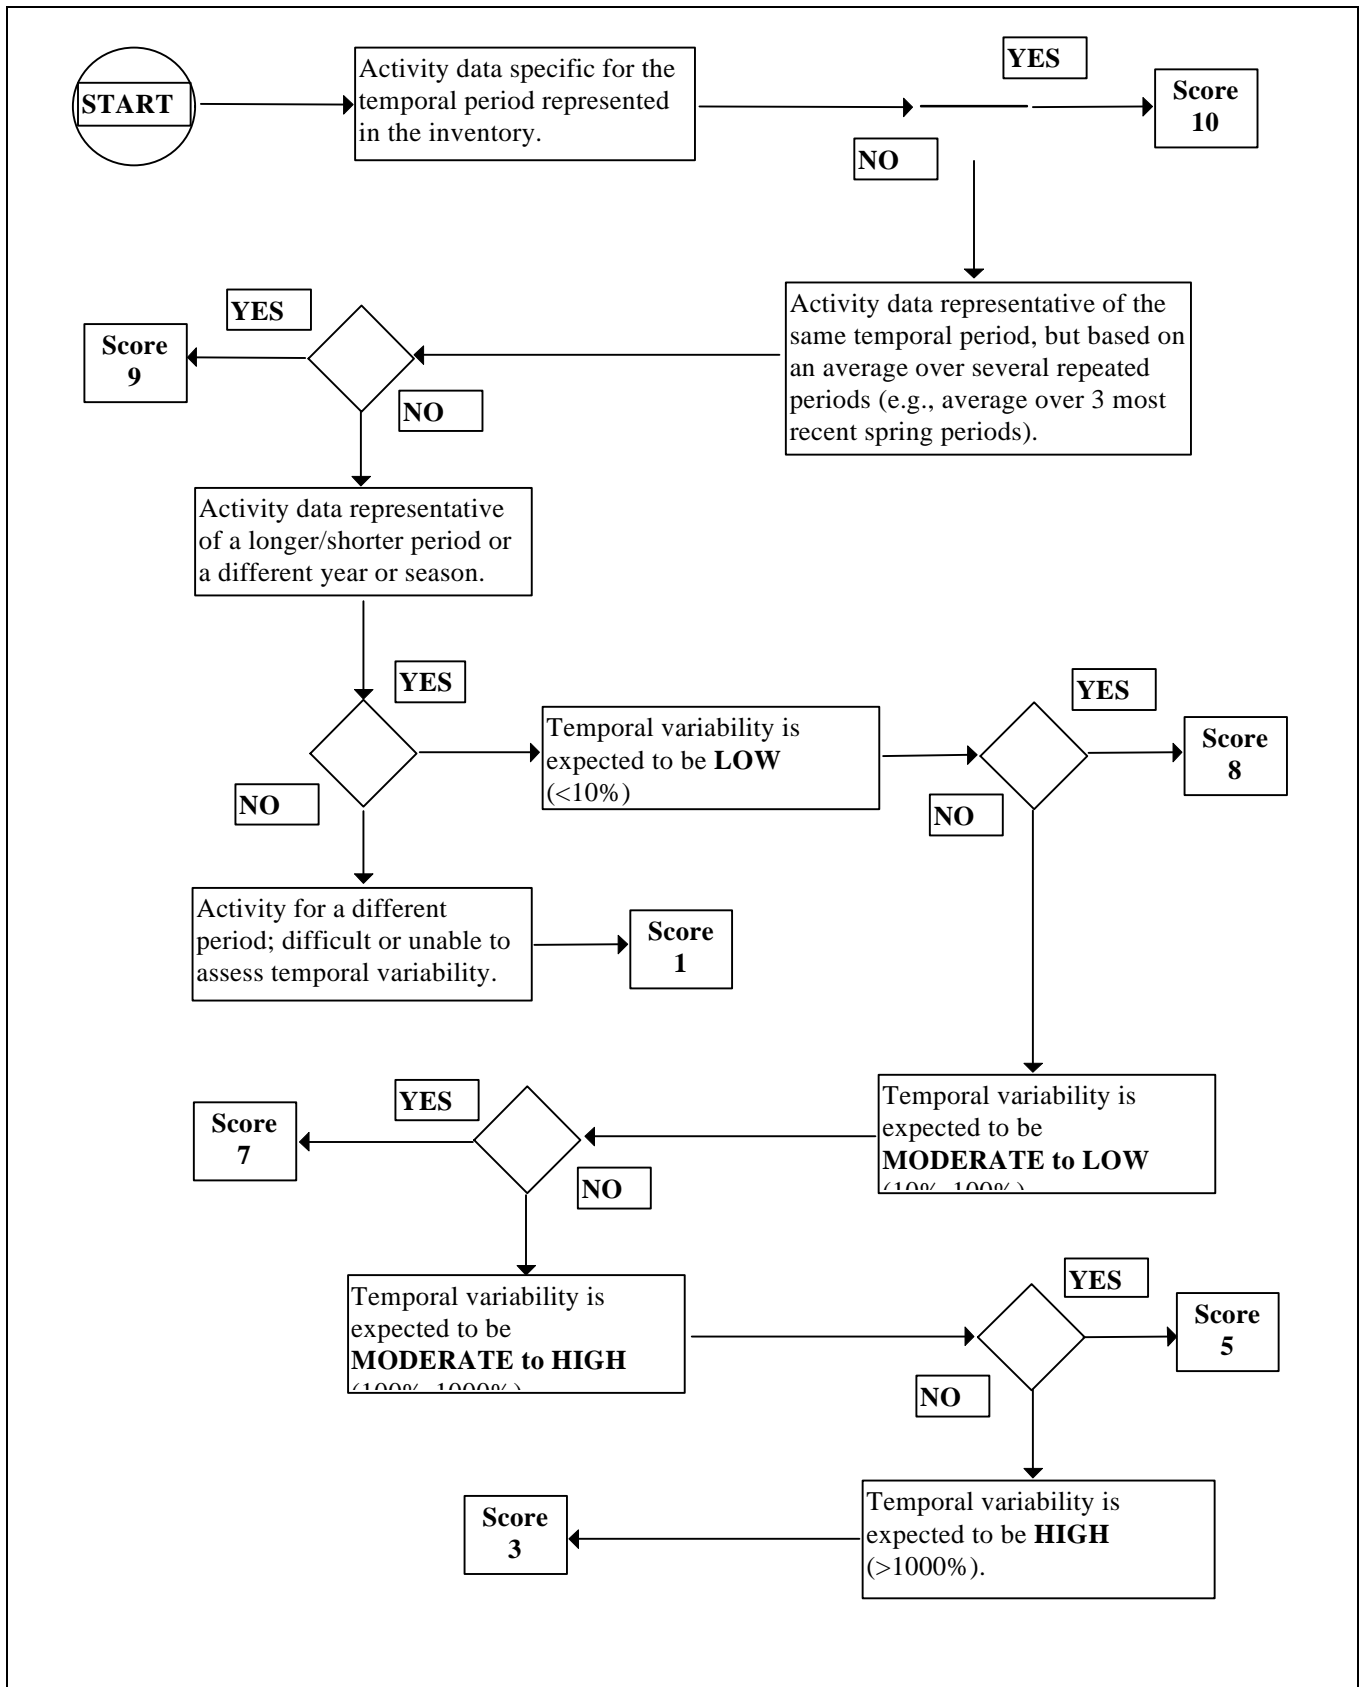 START
Activity data specific for the
temporal period represented
in the inventory.
YES
Score
10
NO
YES
Score
9
NO
Activity data representative of the
same temporal period, but based on
an average over several repeated
periods (e.g., average over 3 most
recent spring periods).
Activity data representative
of a longer/shorter period or
a different year or season.
YES
Temporal variability is
expected to be LOW
(<10%)
YES
Score
8
NO
NO
Activity for a different
period; difficult or unable to
assess temporal variability.
Score
1
YES
Score
7
NO
Temporal variability is
expected to be
MODERATE to LOW
(10%-100%)
Temporal variability is
expected to be
MODERATE to HIGH
(100%-1000%)
YES
Score
5
NO
Score
3
Temporal variability is
expected to be HIGH
(>1000%).